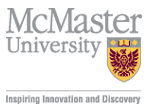 McMaster
University
Inspiring Innovation and Discovery